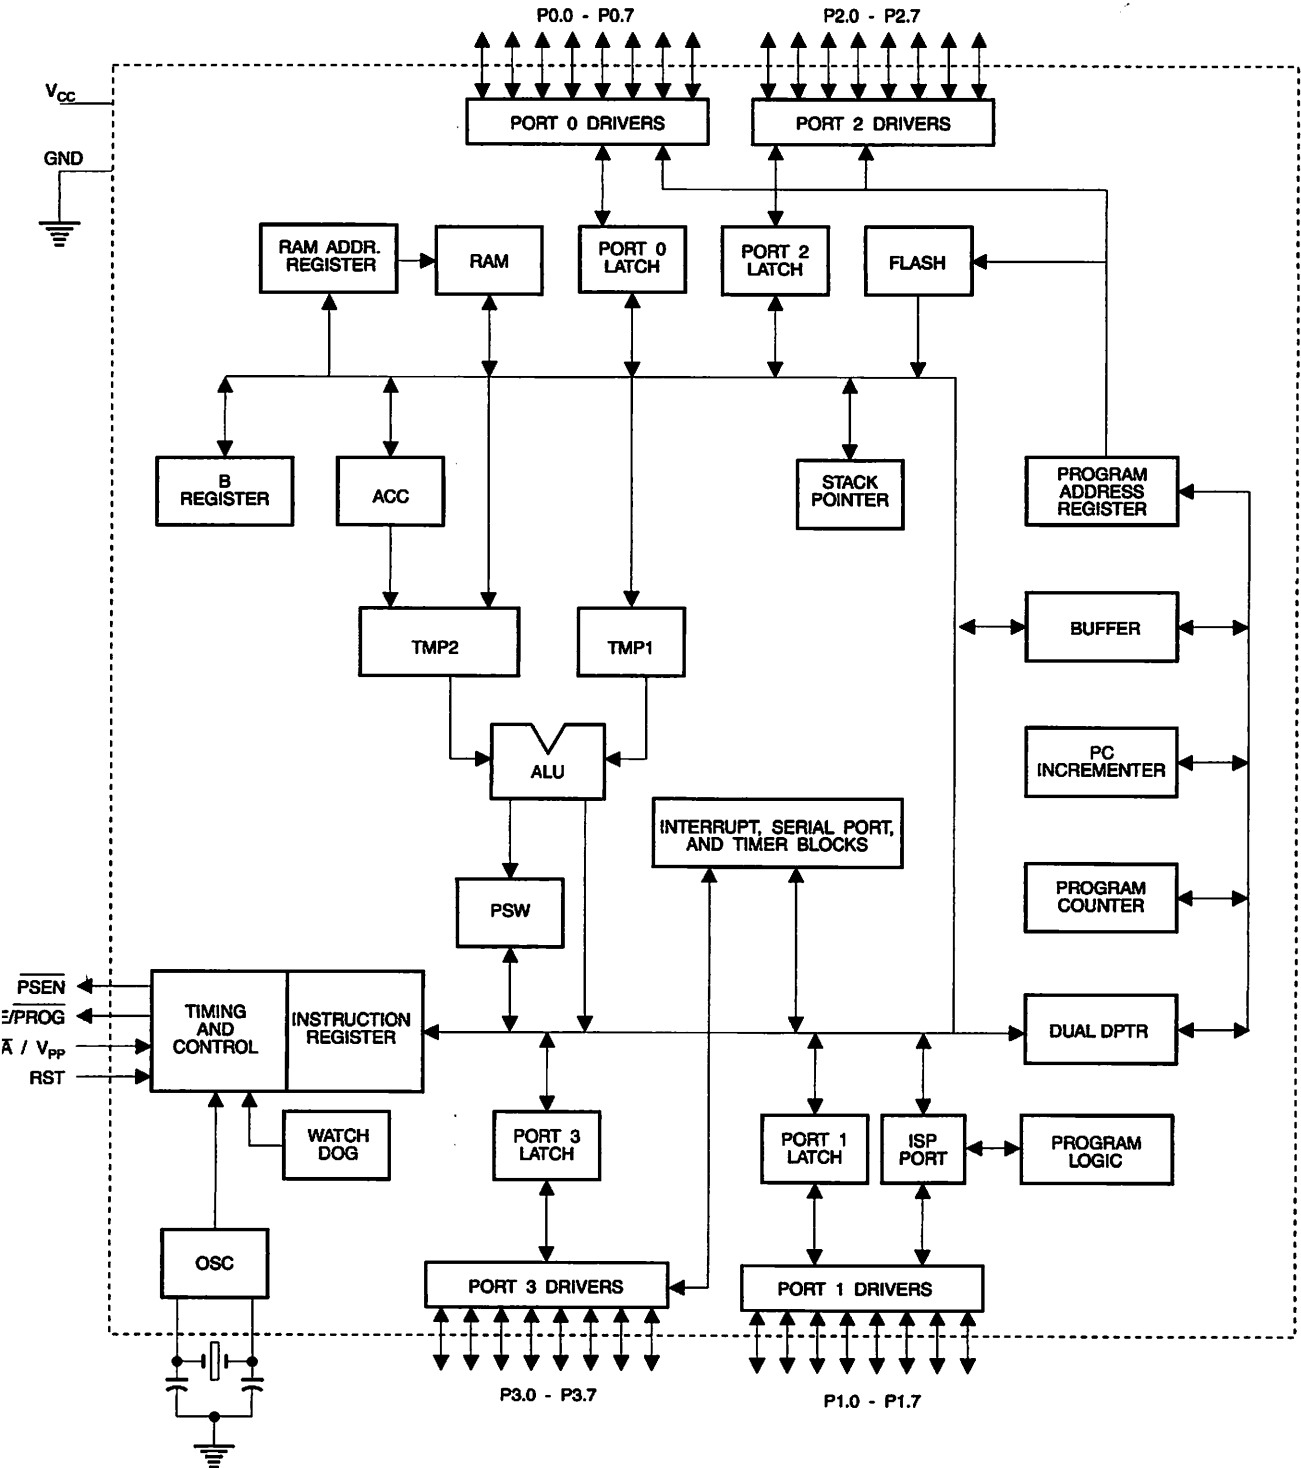 P0.0 - P0.7
P2.0 - P2.7
VCC
PORT 0 DRIVERS
PORT 2 DRIVERS
GND
RAM ADDR.
REGISTER
RAM
PORT 0
LATCH
PORT 2
LATCH
FLASH
B
REGISTER
ACC
STACK
POINTER
PROGRAM
ADDRESS
REGISTER
TMP2
TMP1
BUFFER
ALU
PC
INCREMENTER
INTERRUPT, SERIAL PORT,
AND TIMER BLOCKS
PROGRAM
COUNTER
PSW
PSEN
E/PROG
A / VPP
RST
TIMING
AND
CONTROL
INSTRUCTION
REGISTER
DUAL DPTR
WATCH
DOG
PORT 3
LATCH
PORT 1
LATCH
ISP
PORT
PROGRAM
LOGIC
OSC
PORT 3 DRIVERS
PORT 1 DRIVERS
P3.0 - P3.7
P1.0 - P1.7